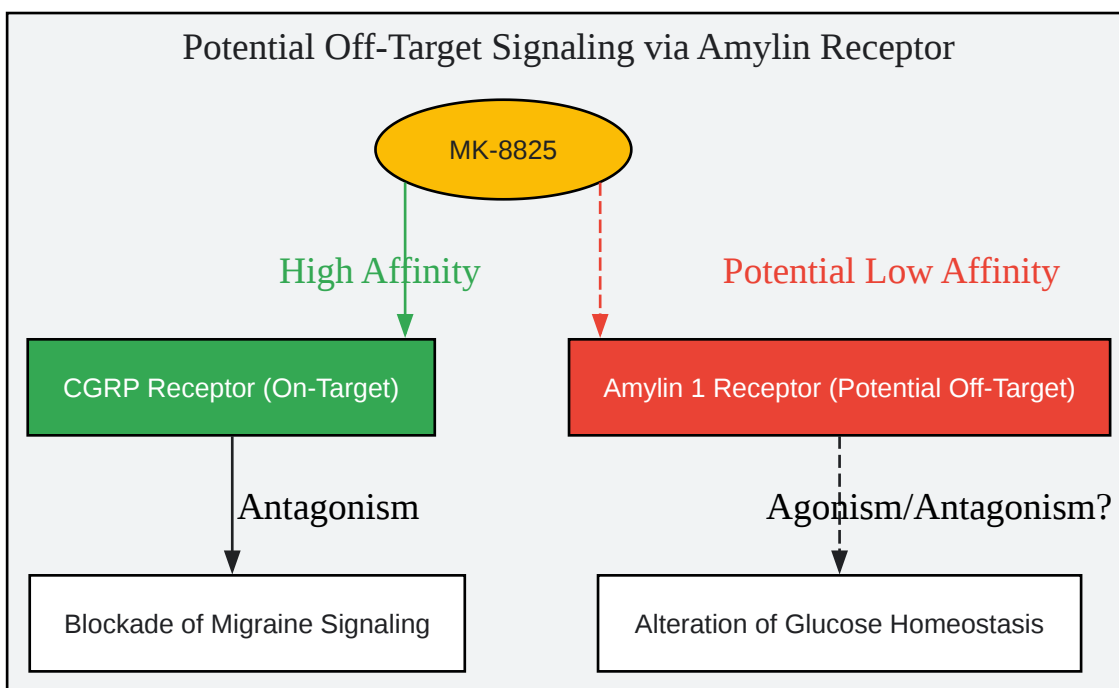 Potential Off-Target Signaling via Amylin Receptor
MK-8825
High Affinity
Potential Low Affinity
CGRP Receptor (On-Target)
Amylin 1 Receptor (Potential Off-Target)
Antagonism
Agonism/Antagonism?
Blockade of Migraine Signaling
Alteration of Glucose Homeostasis